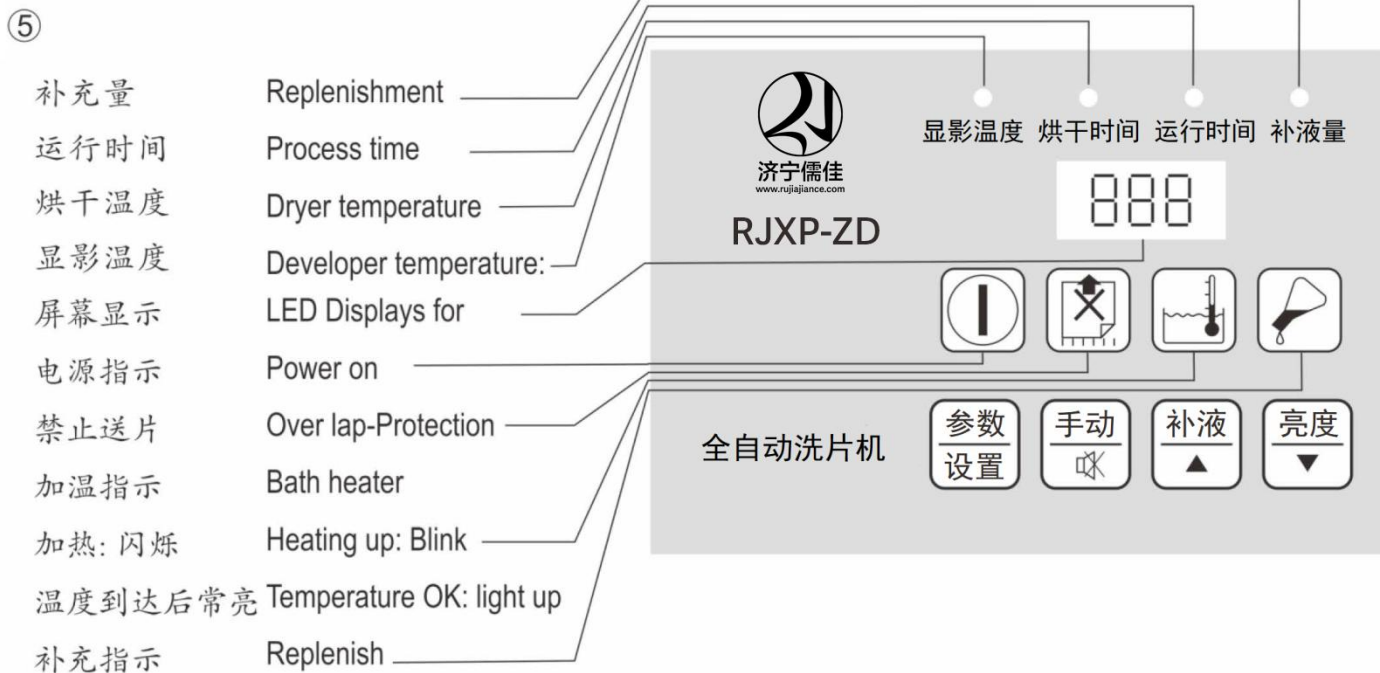 ⑤
补充量 Replenishment
运行时间 Process time
烘干温度 Dryer temperature
显影温度 Developer temperature:
屏幕显示 LED Displays for
电源指示 Power on
禁止送片 Over lap-Protection
加温指示 Bath heater
加热: 闪烁 Heating up: Blink
温度到达后常亮 Temperature OK: light up
补充指示 Replenish
济宁儒佳
www.rujiajiance.com
RJXP-ZD
显影温度 烘干时间 运行时间 补液量
888
全自动洗片机
参数 手动 补液 亮度
设置